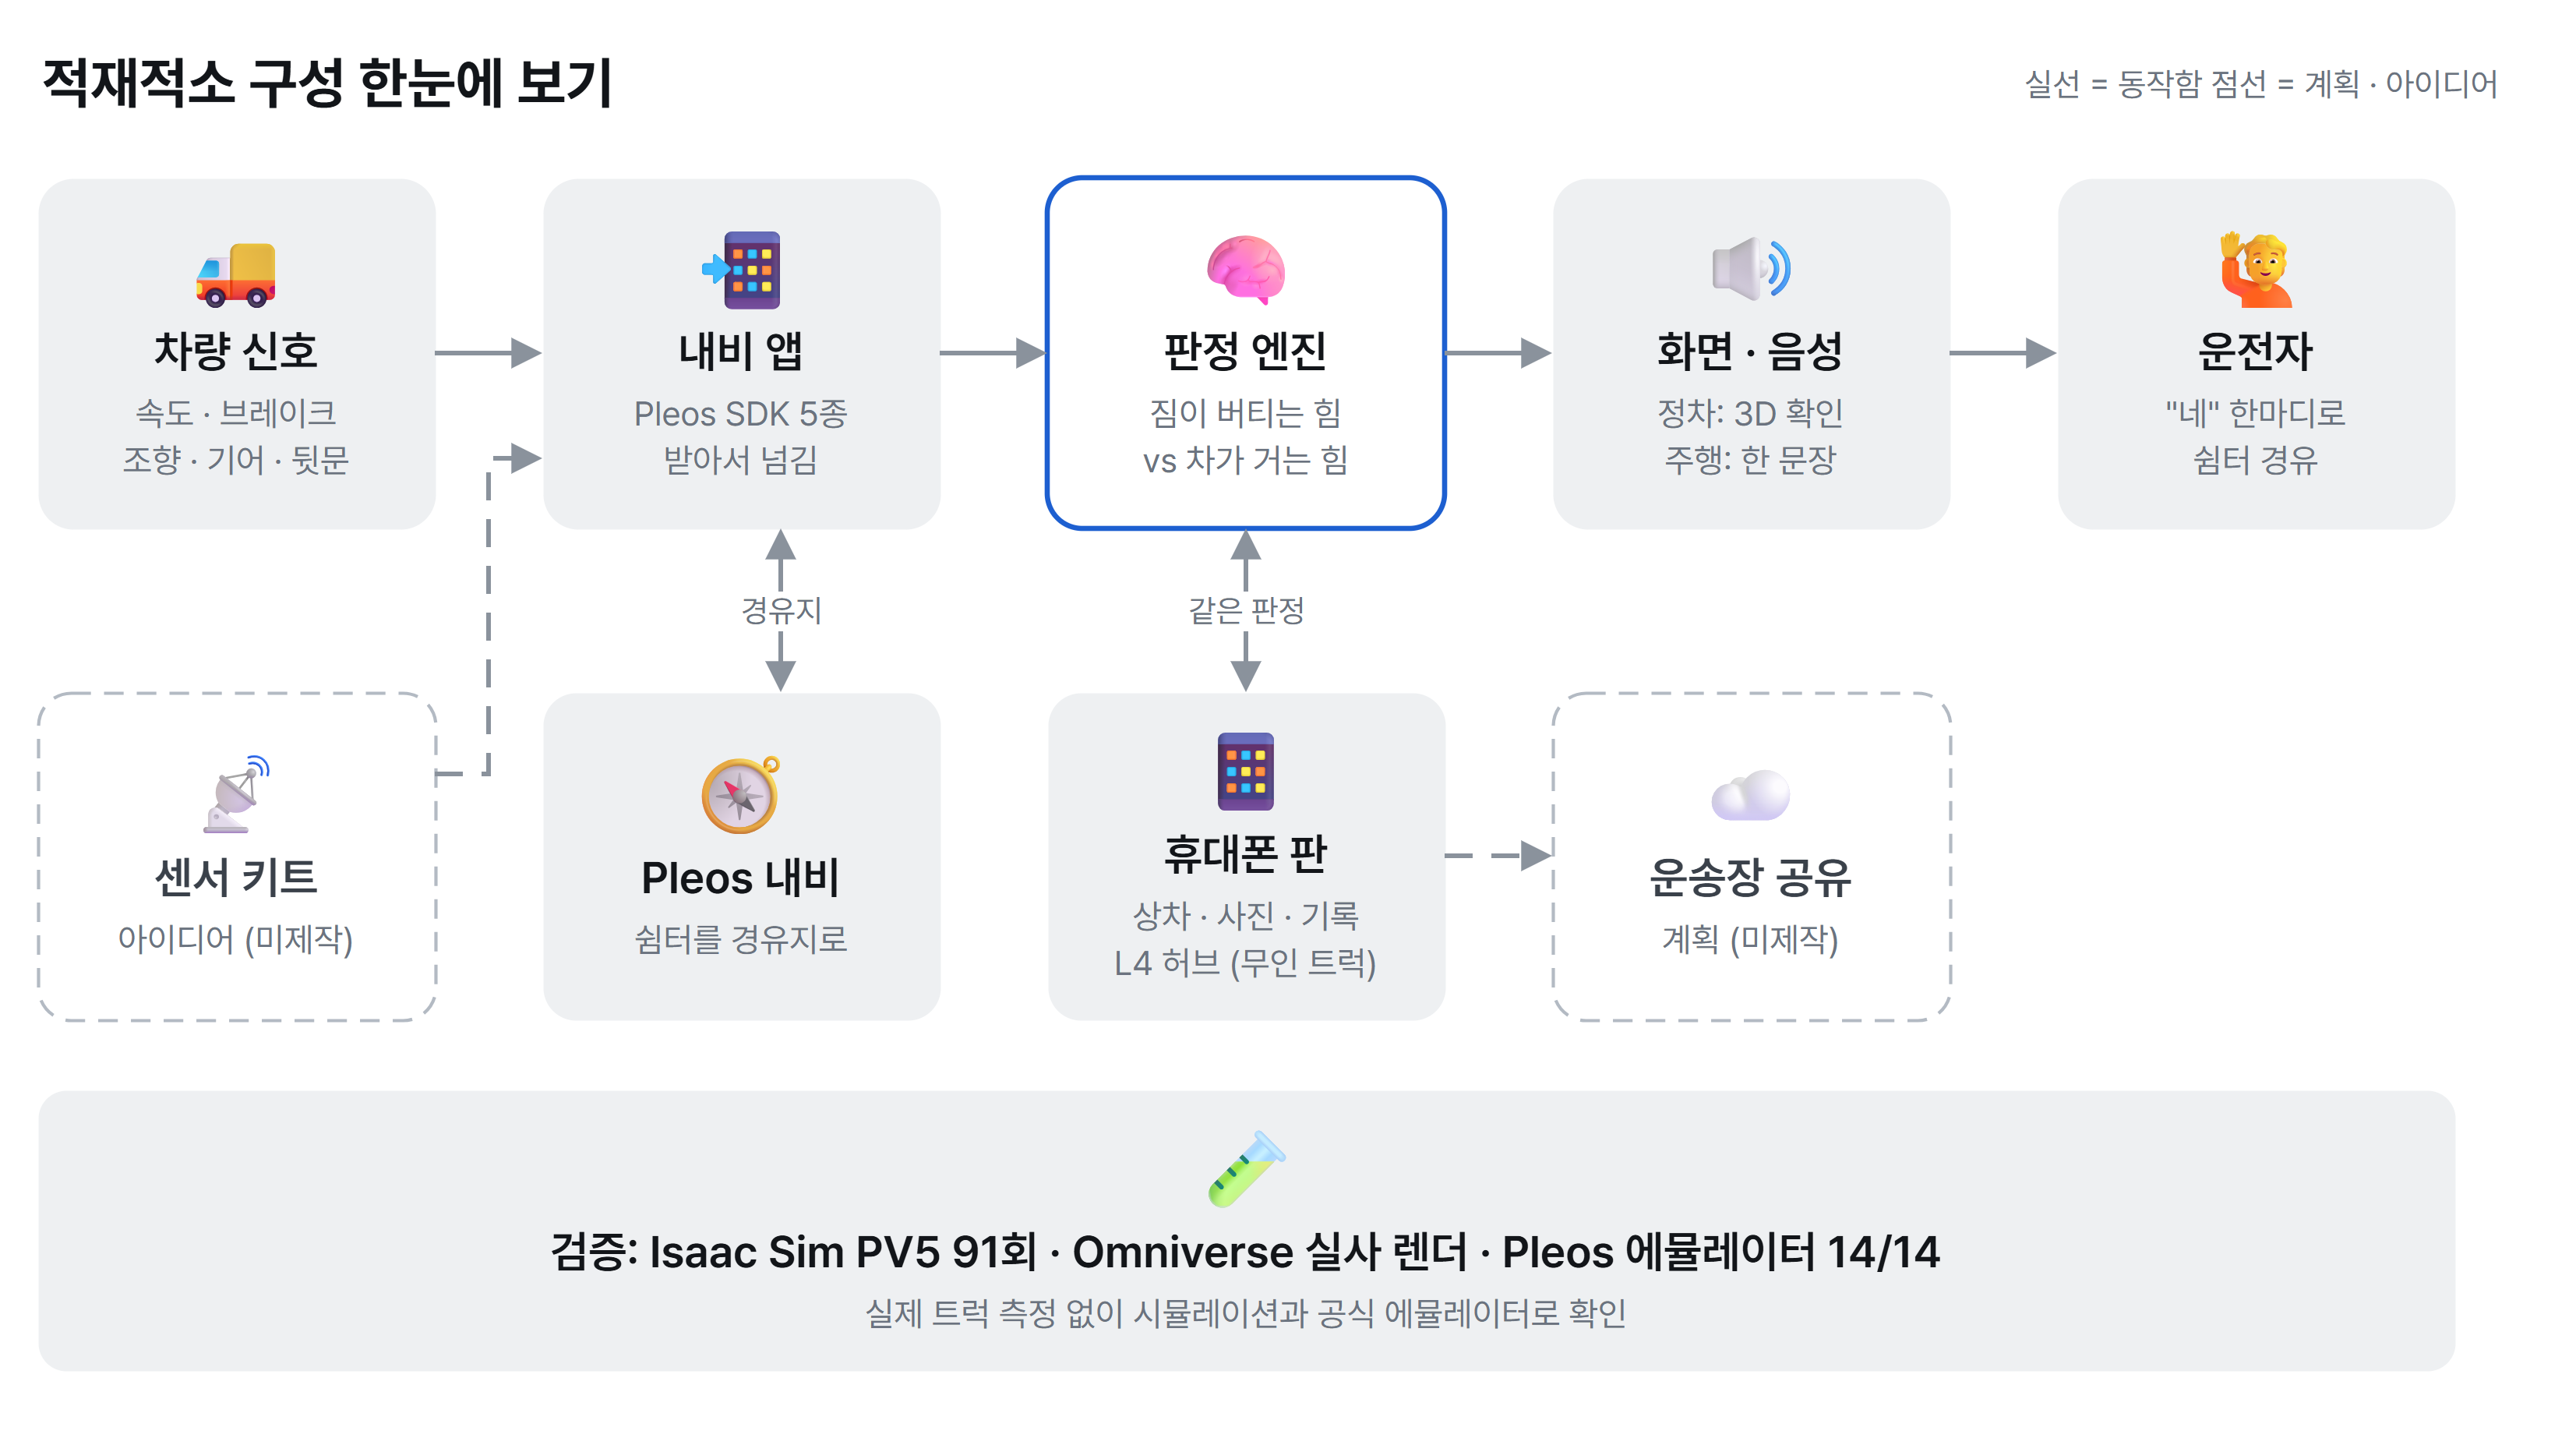 적재적소 구성 한눈에 보기
실선 = 동작함 점선 = 계획 · 아이디어
차량 신호
속도 · 브레이크
조향 · 기어 · 뒷문
내비 앱
Pleos SDK 5종
받아서 넘김
판정 엔진
짐이 버티는 힘
vs 차가 거는 힘
화면 · 음성
정차: 3D 확인
주행: 한 문장
운전자
"네" 한마디로
쉼터 경유
경유지
같은 판정
센서 키트
아이디어 (미제작)
Pleos 내비
쉼터를 경유지로
휴대폰 판
상차 · 사진 · 기록
L4 허브 (무인 트럭)
운송장 공유
계획 (미제작)
검증: Isaac Sim PV5 91회 · Omniverse 실사 렌더 · Pleos 에뮬레이터 14/14
실제 트럭 측정 없이 시뮬레이션과 공식 에뮬레이터로 확인